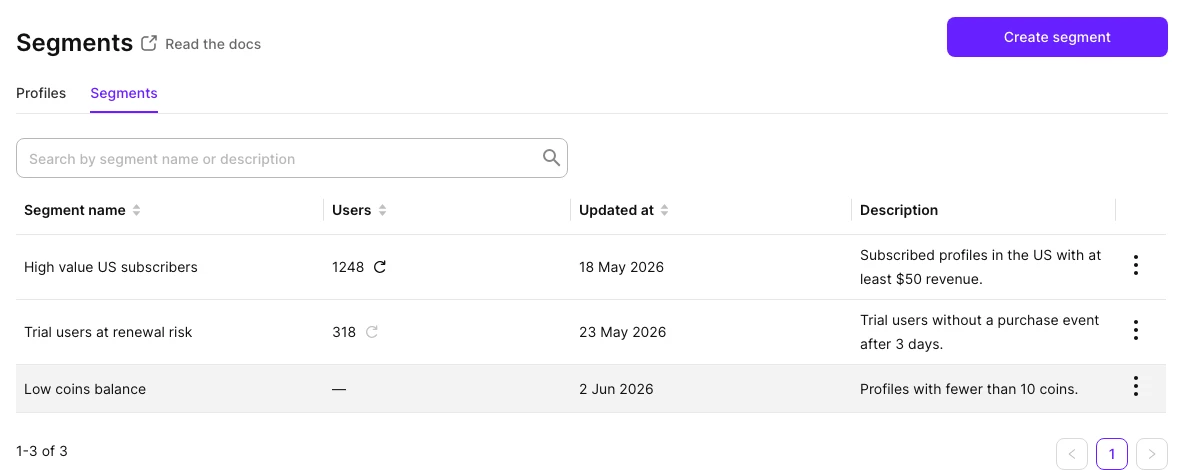 Segments Read the docs
Create segment
Profiles Segments
Search by segment name or description
Segment name Users Updated at Description
High value US subscribers 1248 18 May 2026 Subscribed profiles in the US with at
least $50 revenue.
Trial users at renewal risk 318 23 May 2026 Trial users without a purchase event
after 3 days.
Low coins balance — 2 Jun 2026 Profiles with fewer than 10 coins.
1-3 of 3 < 1 >